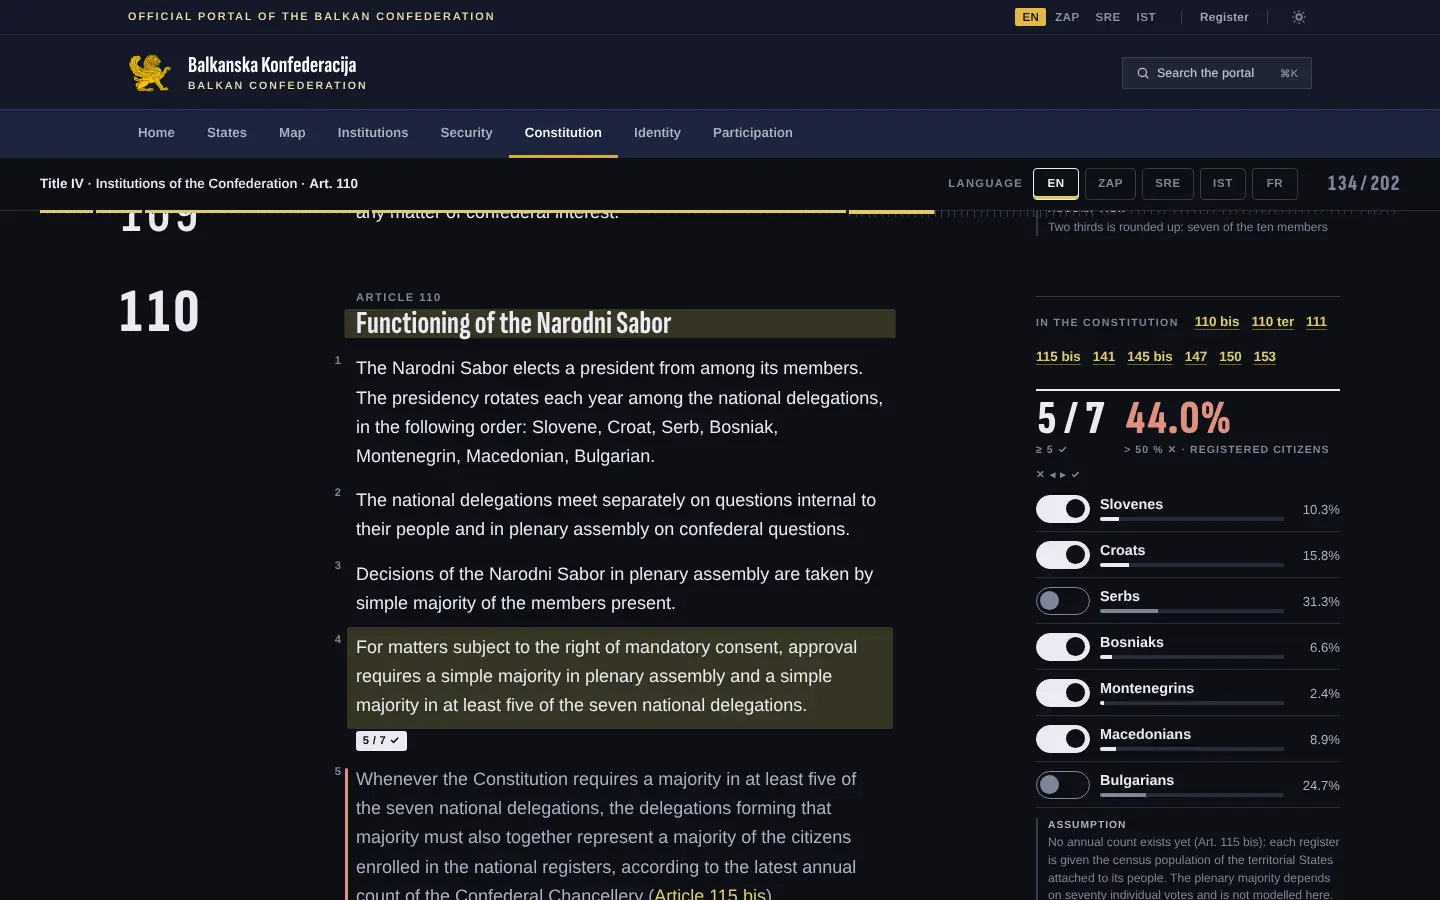 OFFICIAL PORTAL OF THE BALKAN CONFEDERATION
EN ZAP SRE IST Register
Balkanska Konfederacija
BALKAN CONFEDERATION
Search the portal ⌘K
Home States Map Institutions Security Constitution Identity Participation
Title IV · Institutions of the Confederation · Art. 110
LANGUAGE EN ZAP SRE IST FR 134/202
109
any matter of confederal interest.
Two thirds is rounded up: seven of the ten members
110
ARTICLE 110
Functioning of the Narodni Sabor
1 The Narodni Sabor elects a president from among its members.
The presidency rotates each year among the national delegations,
in the following order: Slovene, Croat, Serb, Bosniak,
Montenegrin, Macedonian, Bulgarian.
2 The national delegations meet separately on questions internal to
their people and in plenary assembly on confederal questions.
3 Decisions of the Narodni Sabor in plenary assembly are taken by
simple majority of the members present.
4 For matters subject to the right of mandatory consent, approval
requires a simple majority in plenary assembly and a simple
majority in at least five of the seven national delegations.
5 / 7 ✓
5 Whenever the Constitution requires a majority in at least five of
the seven national delegations, the delegations forming that
majority must also together represent a majority of the citizens
enrolled in the national registers, according to the latest annual
count of the Confederal Chancellery (Article 115 bis).
IN THE CONSTITUTION 110 bis 110 ter 111
115 bis 141 145 bis 147 150 153
5 / 7 44.0%
≥ 5 ✓ > 50 % ✕ · REGISTERED CITIZENS
✕ ◂ ▸ ✓
Slovenes 10.3%
Croats 15.8%
Serbs 31.3%
Bosniaks 6.6%
Montenegrins 2.4%
Macedonians 8.9%
Bulgarians 24.7%
ASSUMPTION
No annual count exists yet (Art. 115 bis): each register
is given the census population of the territorial States
attached to its people. The plenary majority depends
on seventy individual votes and is not modelled here.